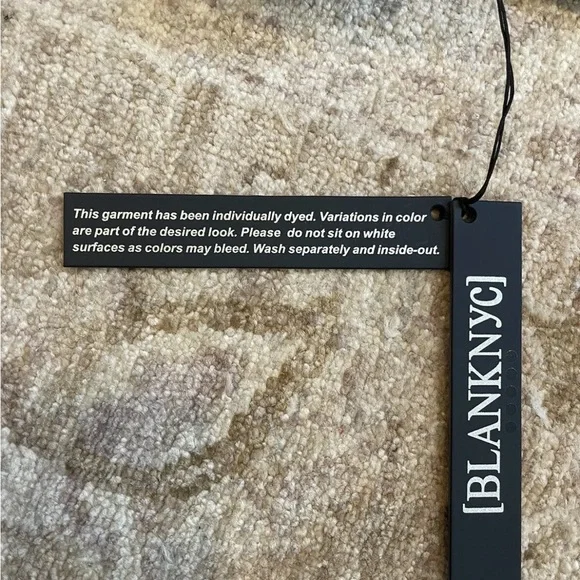 This garment has been individually dyed. Variations in color
are part of the desired look. Please do not sit on white
surfaces as colors may bleed. Wash separately and inside-out.
[BLANKNYC]